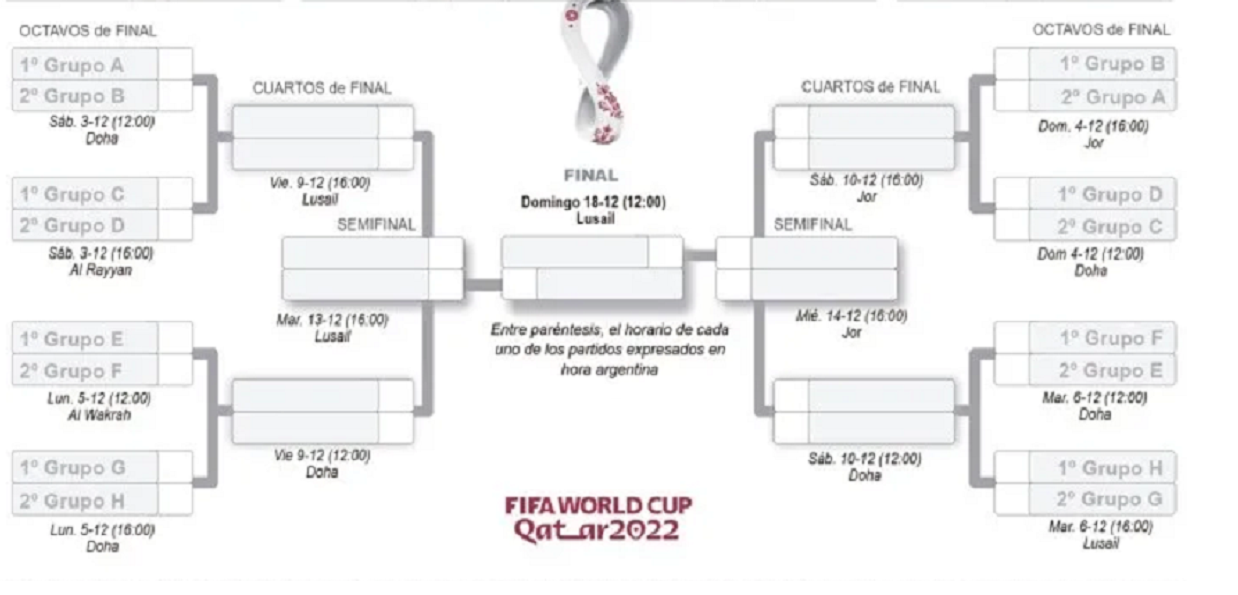 OCTAVOS de FINAL
1º Grupo A
2º Grupo B
Sáb. 3-12 (12:00)
Doha
1º Grupo C
2º Grupo D
Sáb. 3-12 (16:00)
Al Rayyan
1º Grupo E
2º Grupo F
Lun. 5-12 (12:00)
Al Wakrah
1º Grupo G
2º Grupo H
Lun. 5-12 (16:00)
Doha
CUARTOS de FINAL
Vie. 9-12 (16:00)
Lusail
SEMIFINAL
Mar. 13-12 (16:00)
Lusail
Vie 9-12 (12:00)
Doha
FINAL
Domingo 18-12 (12:00)
Lusail
Entre paréntesis, el horario de cada
uno de los partidos expresados en
hora argentina
FIFA WORLD CUP
Qatar2022
CUARTOS de FINAL
Sáb. 10-12 (16:00)
Jor
SEMIFINAL
Mié. 14-12 (16:00)
Jor
Sáb. 10-12 (12:00)
Doha
OCTAVOS de FINAL
1º Grupo B
2º Grupo A
Dom. 4-12 (16:00)
Jor
1º Grupo D
2º Grupo C
Dom 4-12 (12:00)
Doha
1º Grupo F
2º Grupo E
Mar. 6-12 (12:00)
Doha
1º Grupo H
2º Grupo G
Mar. 6-12 (16:00)
Lusail